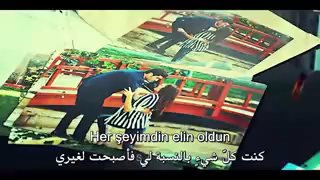 Her şeyimdin elin oldun
كنت كلَّ شيء بالنسبة لي فأصبحت لغيري